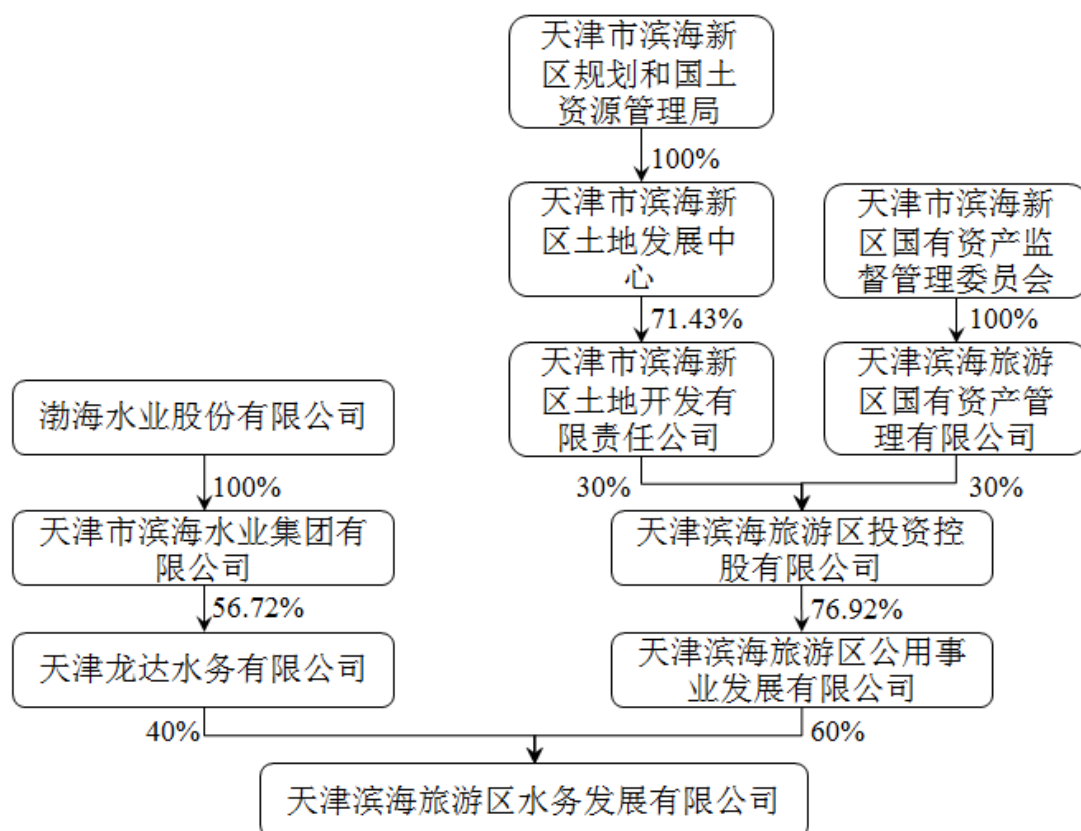 天津市滨海新
区规划和国土
资源管理局
100%
天津市滨海新
区土地发展中
心
天津市滨海新
区国有资产监
督管理委员会
71.43%
100%
天津市滨海新
区土地开发有
限责任公司
天津滨海旅游
区国有资产管
理有限公司
渤海水业股份有限公司
30%
30%
100%
天津市滨海水业集团有
限公司
天津滨海旅游区投资控
股有限公司
56.72%
76.92%
天津龙达水务有限公司
天津滨海旅游区公用事
业发展有限公司
40%
60%
天津滨海旅游区水务发展有限公司